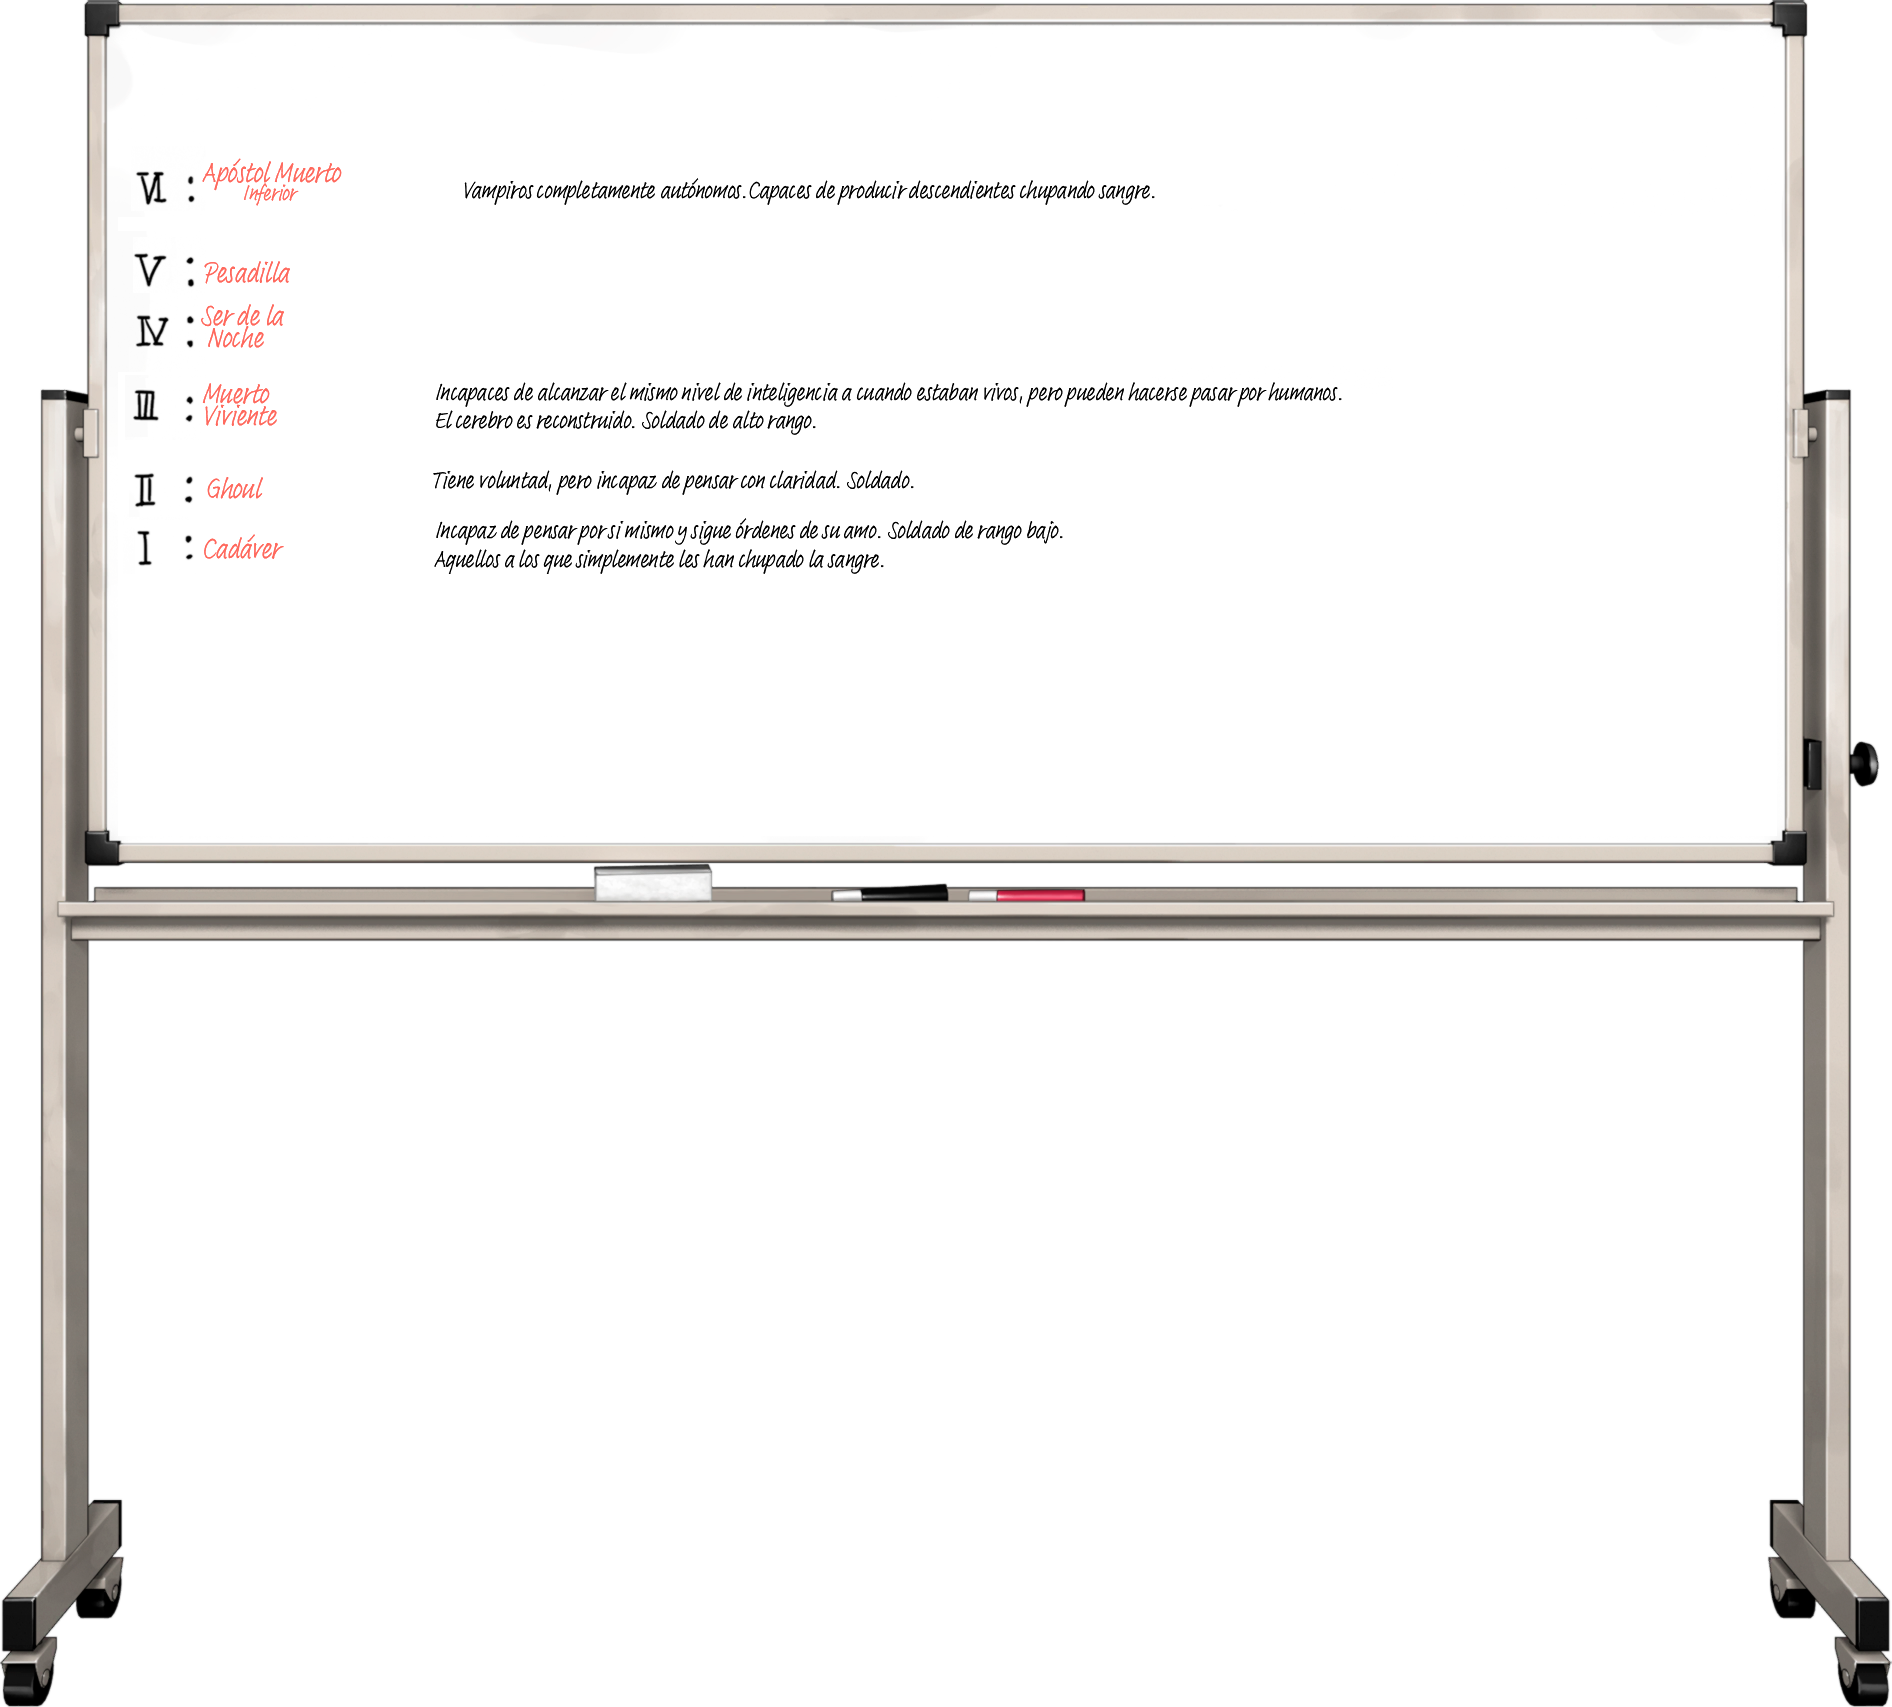 VI : Apóstol Muerto
Inferior
Vampiros completamente autónomos. Capaces de producir descendientes chupando sangre.
V : Pesadilla
IV : Ser de la
Noche
III : Muerto
Viviente
Incapaces de alcanzar el mismo nivel de inteligencia a cuando estaban vivos, pero pueden hacerse pasar por humanos.
El cerebro es reconstruido. Soldado de alto rango.
II : Ghoul
Tiene voluntad, pero incapaz de pensar con claridad. Soldado.
I : Cadáver
Incapaz de pensar por si mismo y sigue órdenes de su amo. Soldado de rango bajo.
Aquellos a los que simplemente les han chupado la sangre.